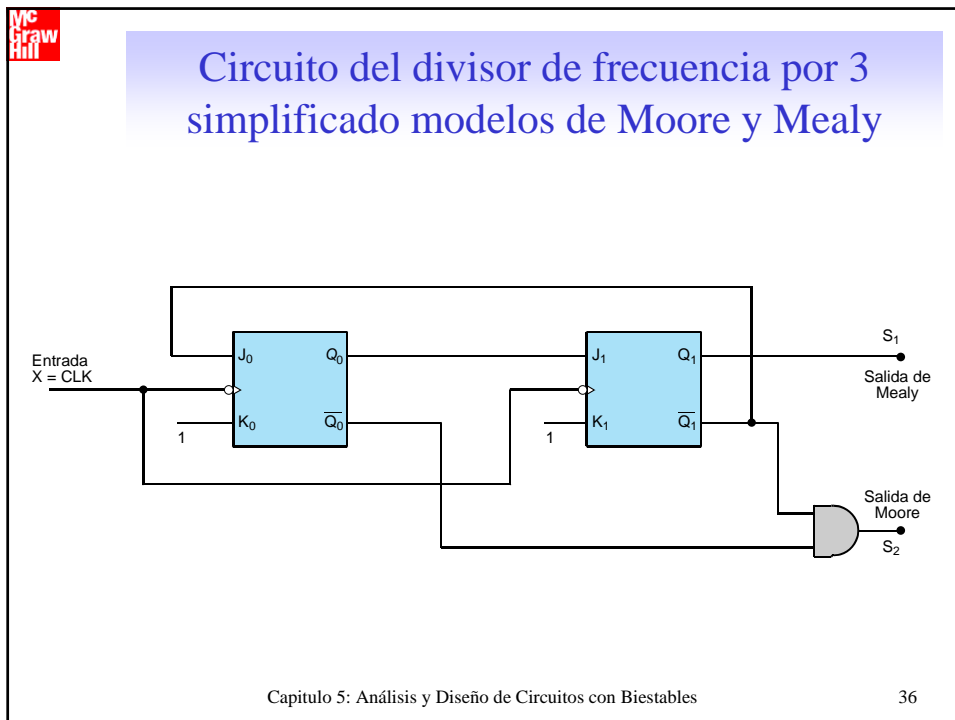 Mc
Graw
Hill
Circuito del divisor de frecuencia por 3
simplificado modelos de Moore y Mealy
Entrada
X = CLK
J₀ Q₀
K₀ Q̅₀
1
J₁ Q₁
K₁ Q̅₁
1
S₁
Salida de
Mealy
Salida de
Moore
S₂
Capitulo 5: Análisis y Diseño de Circuitos con Biestables 36